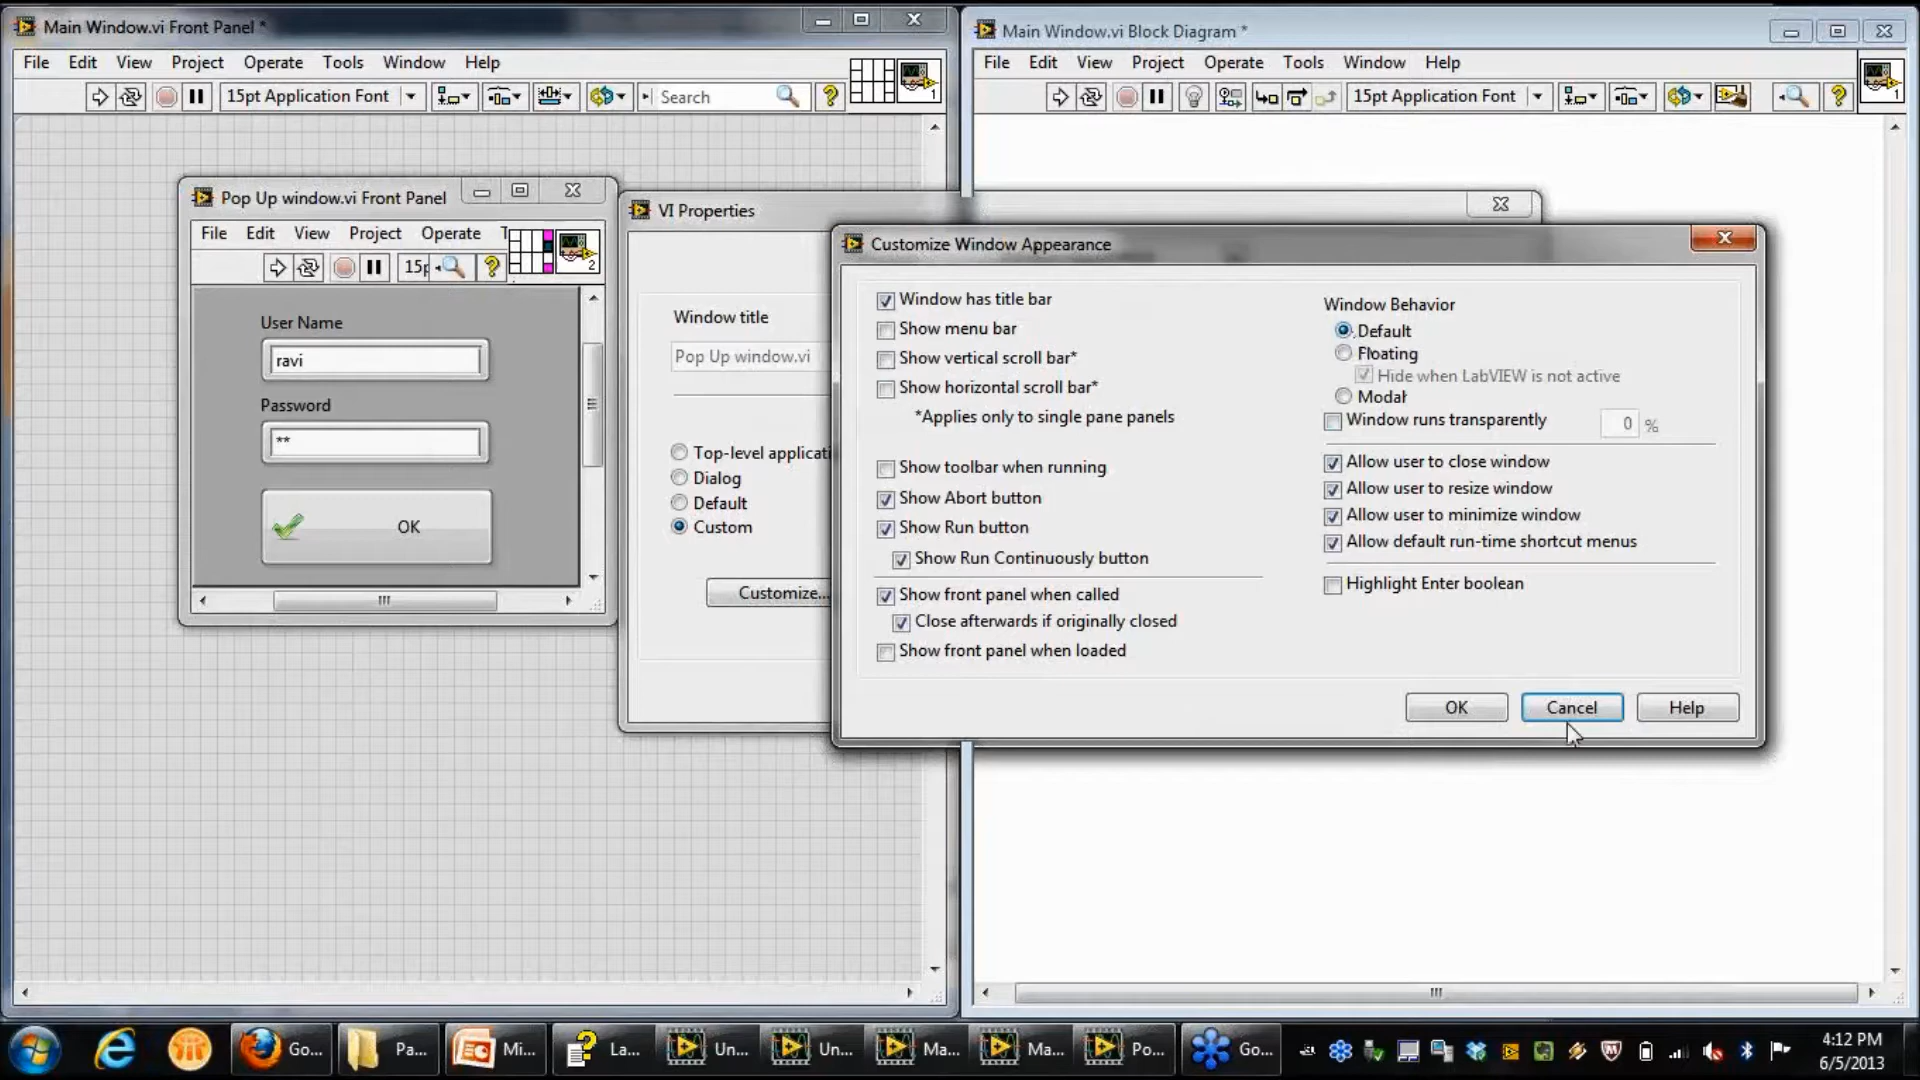 Main Window.vi Front Panel *
File Edit View Project Operate Tools Window Help
15pt Application Font
Search
1
Main Window.vi Block Diagram *
File Edit View Project Operate Tools Window Help
15pt Application Font
1
Pop Up window.vi Front Panel
File Edit View Project Operate
2
User Name
ravi
Password
**
OK
VI Properties
Window title
Pop Up window.vi
Dialog
Default
Custom
Customize...
Customize Window Appearance
Window has title bar
Show menu bar
Show vertical scroll bar*
Show horizontal scroll bar*
*Applies only to single pane panels
Show toolbar when running
Show Abort button
Show Run button
Show Run Continuously button
Show front panel when called
Close afterwards if originally closed
Show front panel when loaded
Window Behavior
Default
Floating
Hide when LabVIEW is not active
Modal
Window runs transparently 0 %
Allow user to close window
Allow user to resize window
Allow user to minimize window
Allow default run-time shortcut menus
Highlight Enter boolean
OK Cancel Help
Go... Pa... Mi... La... Un... Un... Ma... Ma... Po... Go...
4:12 PM
6/5/2013